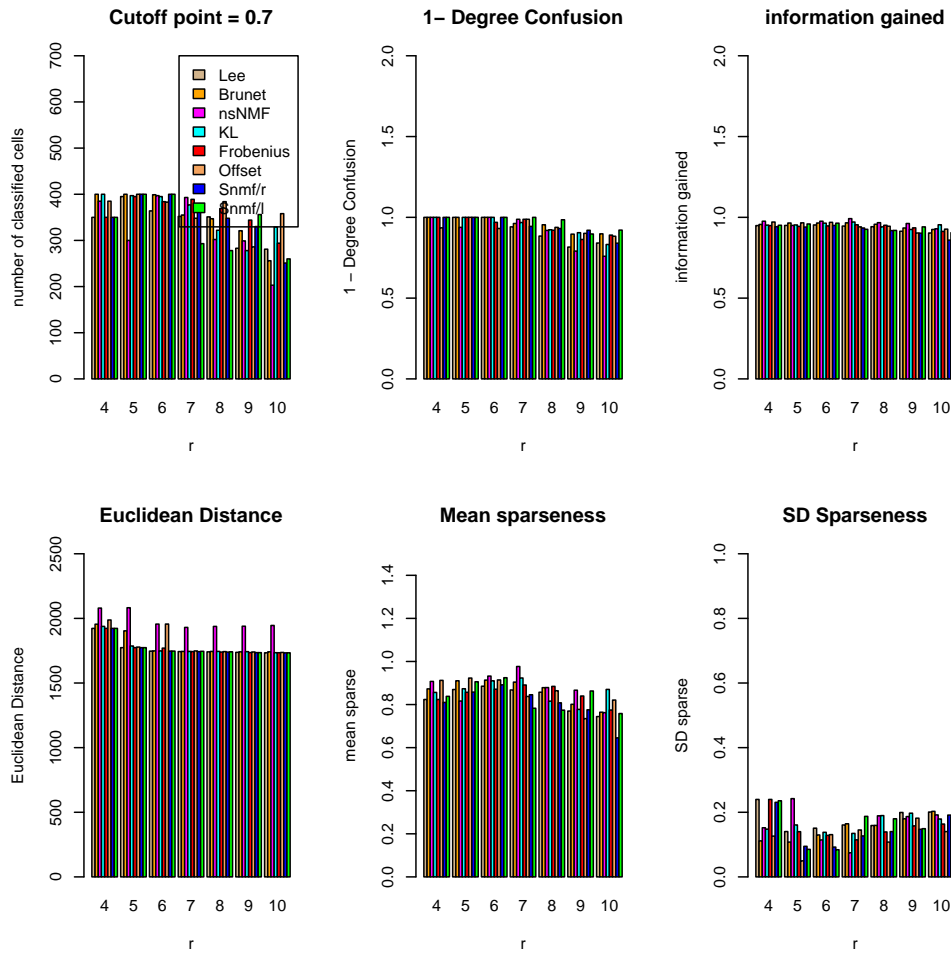 Cutoff point = 0.7
number of classified cells
0 100 200 300 400 500 600 700
Lee
Brunet
nsNMF
KL
Frobenius
Offset
Snmf/r
Snmf/l
4 5 6 7 8 9 10
r
1− Degree Confusion
1 − Degree Confusion
0.0 0.5 1.0 1.5 2.0
4 5 6 7 8 9 10
r
information gained
information gained
0.0 0.5 1.0 1.5 2.0
4 5 6 7 8 9 10
r
Euclidean Distance
Euclidean Distance
0 500 1000 1500 2000 2500
4 5 6 7 8 9 10
r
Mean sparseness
mean sparse
0.0 0.2 0.4 0.6 0.8 1.0 1.2 1.4
4 5 6 7 8 9 10
r
SD Sparseness
SD sparse
0.0 0.2 0.4 0.6 0.8 1.0
4 5 6 7 8 9 10
r